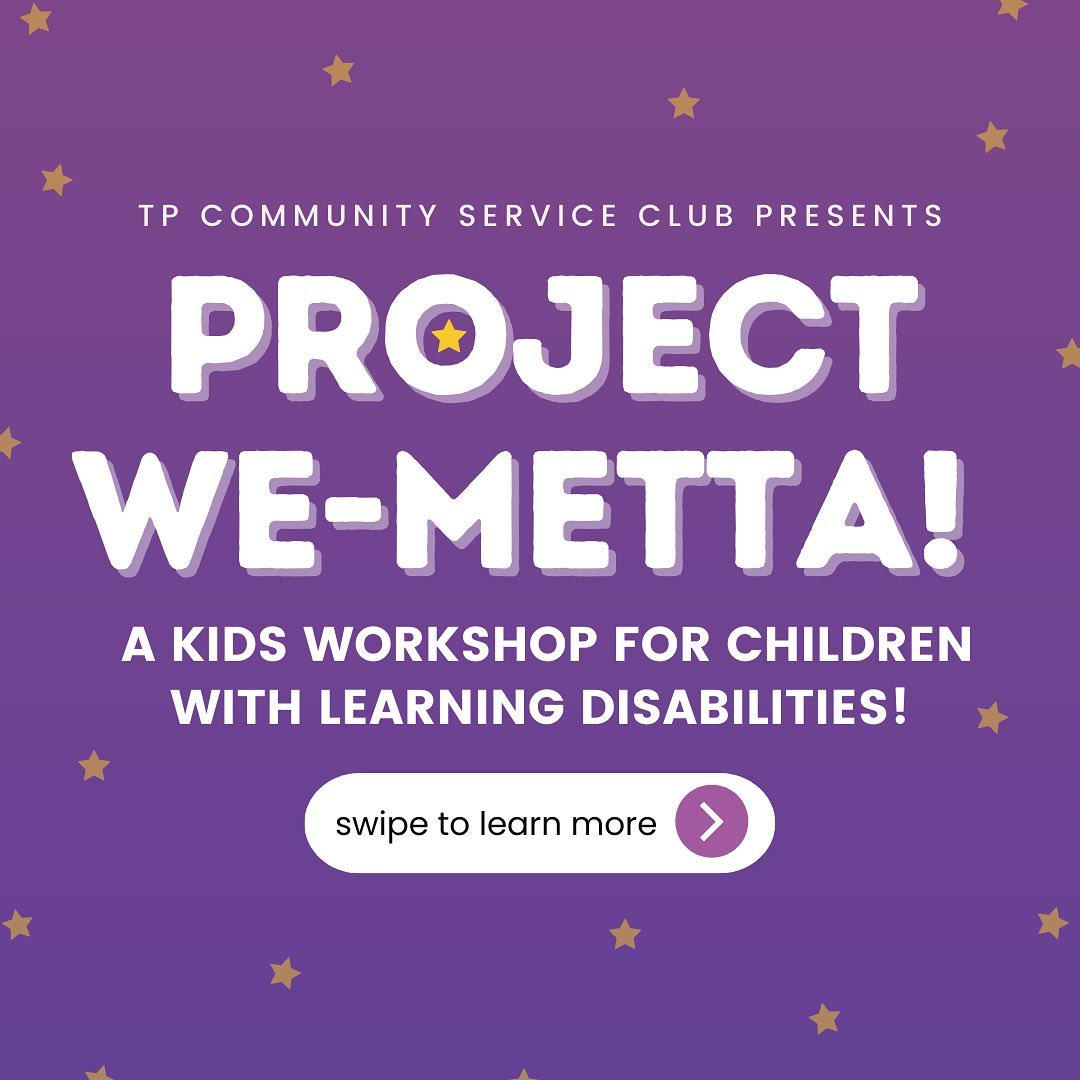 TP COMMUNITY SERVICE CLUB PRESENTS
PROJECT
WE-METTA!
A KIDS WORKSHOP FOR CHILDREN
WITH LEARNING DISABILITIES!
swipe to learn more